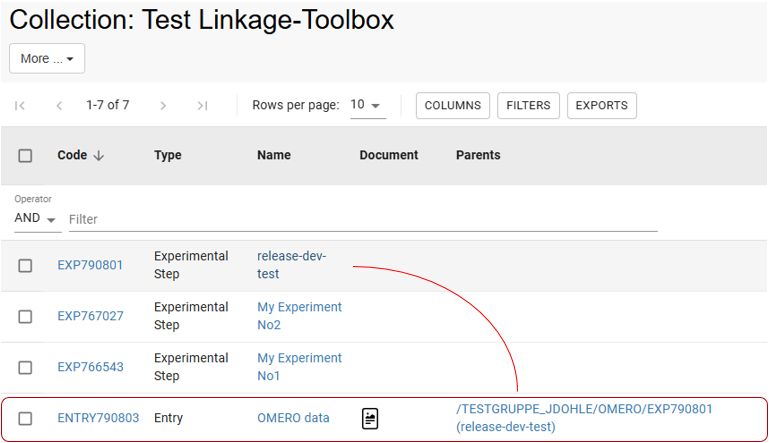 Collection: Test Linkage-Toolbox
More ...
1-7 of 7
Rows per page: 10
COLUMNS
FILTERS
EXPORTS
Code Type Name Document Parents
Operator
AND Filter
EXP790801 Experimental Step release-dev-test
EXP767027 Experimental Step My Experiment No2
EXP766543 Experimental Step My Experiment No1
ENTRY790803 Entry OMERO data /TESTGRUPPE_JDOHLE/OMERO/EXP790801
(release-dev-test)